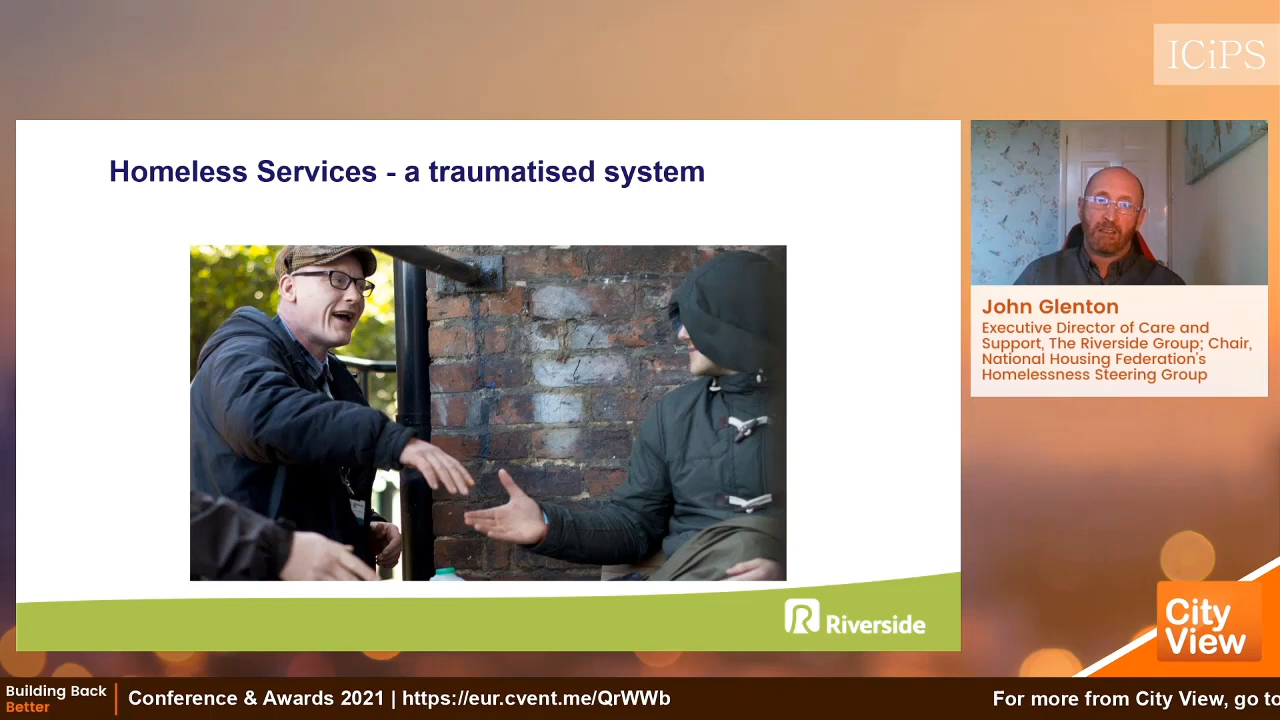 ICiPS
Homeless Services - a traumatised system
John Glenton
Executive Director of Care and
Support, The Riverside Group; Chair,
National Housing Federation's
Homelessness Steering Group
Riverside
City
View
Building Back
Better
Conference & Awards 2021 | https://eur.cvent.me/QrWWb
For more from City View, go to